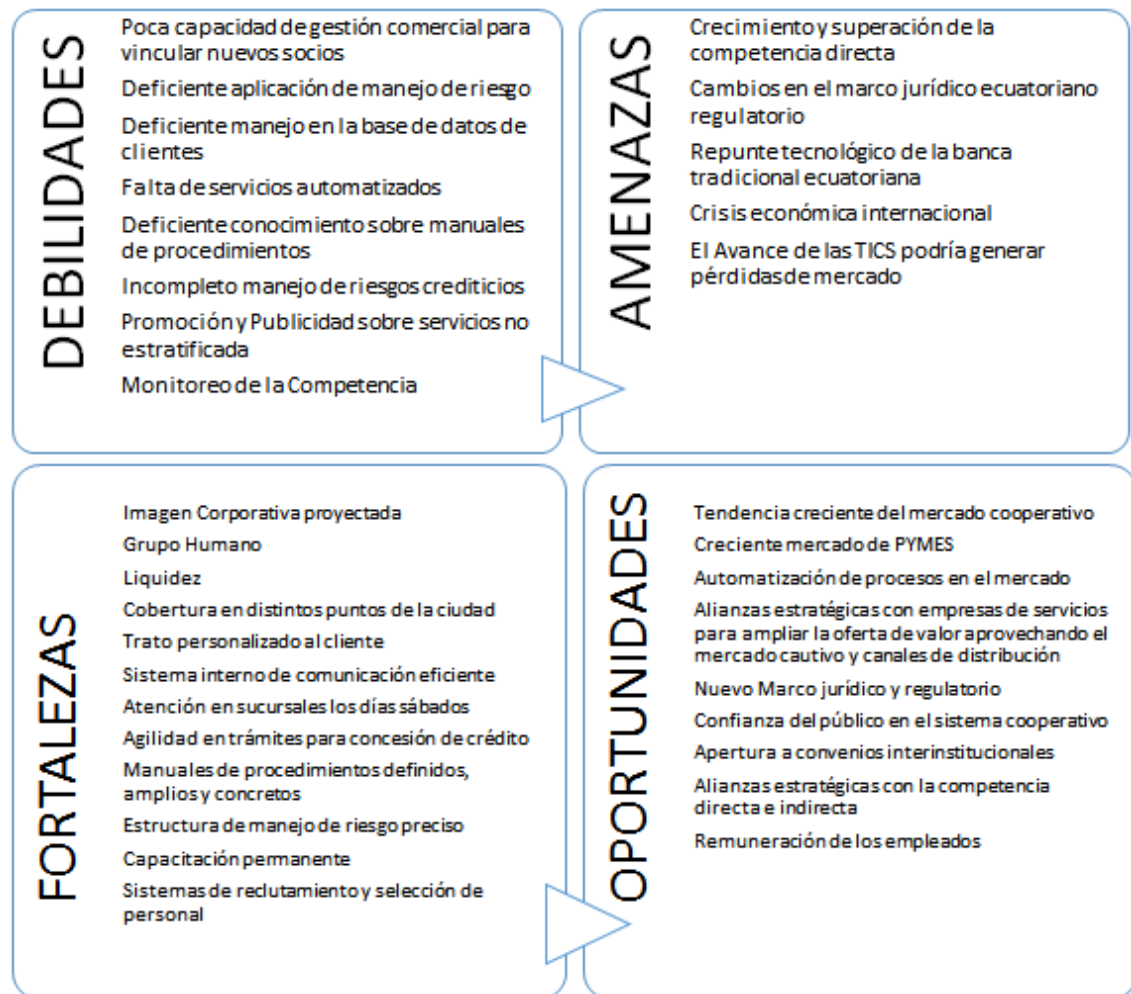 DEBILIDADES
Poca capacidad de gestión comercial para
vincular nuevos socios
Deficiente aplicación de manejo de riesgo
Deficiente manejo en la base de datos de
clientes
Falta de servicios automatizados
Deficiente conocimiento sobre manuales
de procedimientos
Incompleto manejo de riesgos crediticios
Promoción y Publicidad sobre servicios no
estratificada
Monitoreo de la Competencia
AMENAZAS
Crecimiento y superación de la
competencia directa
Cambios en el marco jurídico ecuatoriano
regulatorio
Repunte tecnológico de la banca
tradicional ecuatoriana
Crisis económica internacional
El Avance de las TICS podría generar
pérdidas de mercado
FORTALEZAS
Imagen Corporativa proyectada
Grupo Humano
Liquidez
Cobertura en distintos puntos de la ciudad
Trato personalizado al cliente
Sistema interno de comunicación eficiente
Atención en sucursales los días sábados
Agilidad en trámites para concesión de crédito
Manuales de procedimientos definidos,
amplios y concretos
Estructura de manejo de riesgo preciso
Capacitación permanente
Sistemas de reclutamiento y selección de
personal
OPORTUNIDADES
Tendencia creciente del mercado cooperativo
Creciente mercado de PYMES
Automatización de procesos en el mercado
Alianzas estratégicas con empresas de servicios
para ampliar la oferta de valor aprovechando el
mercado cautivo y canales de distribución
Nuevo Marco jurídico y regulatorio
Confianza del público en el sistema cooperativo
Apertura a convenios interinstitucionales
Alianzas estratégicas con la competencia
directa e indirecta
Remuneración de los empleados